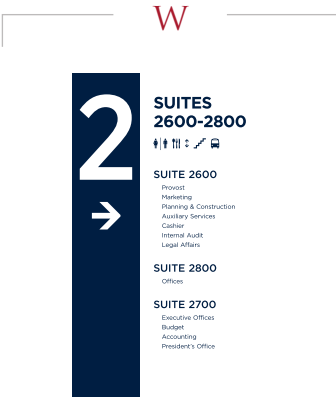 W
2
SUITES
2600-2800
SUITE 2600
Provost
Marketing
Planning & Construction
Auxiliary Services
Cashier
Internal Audit
Legal Affairs
SUITE 2800
Offices
SUITE 2700
Executive Offices
Budget
Accounting
President's Office